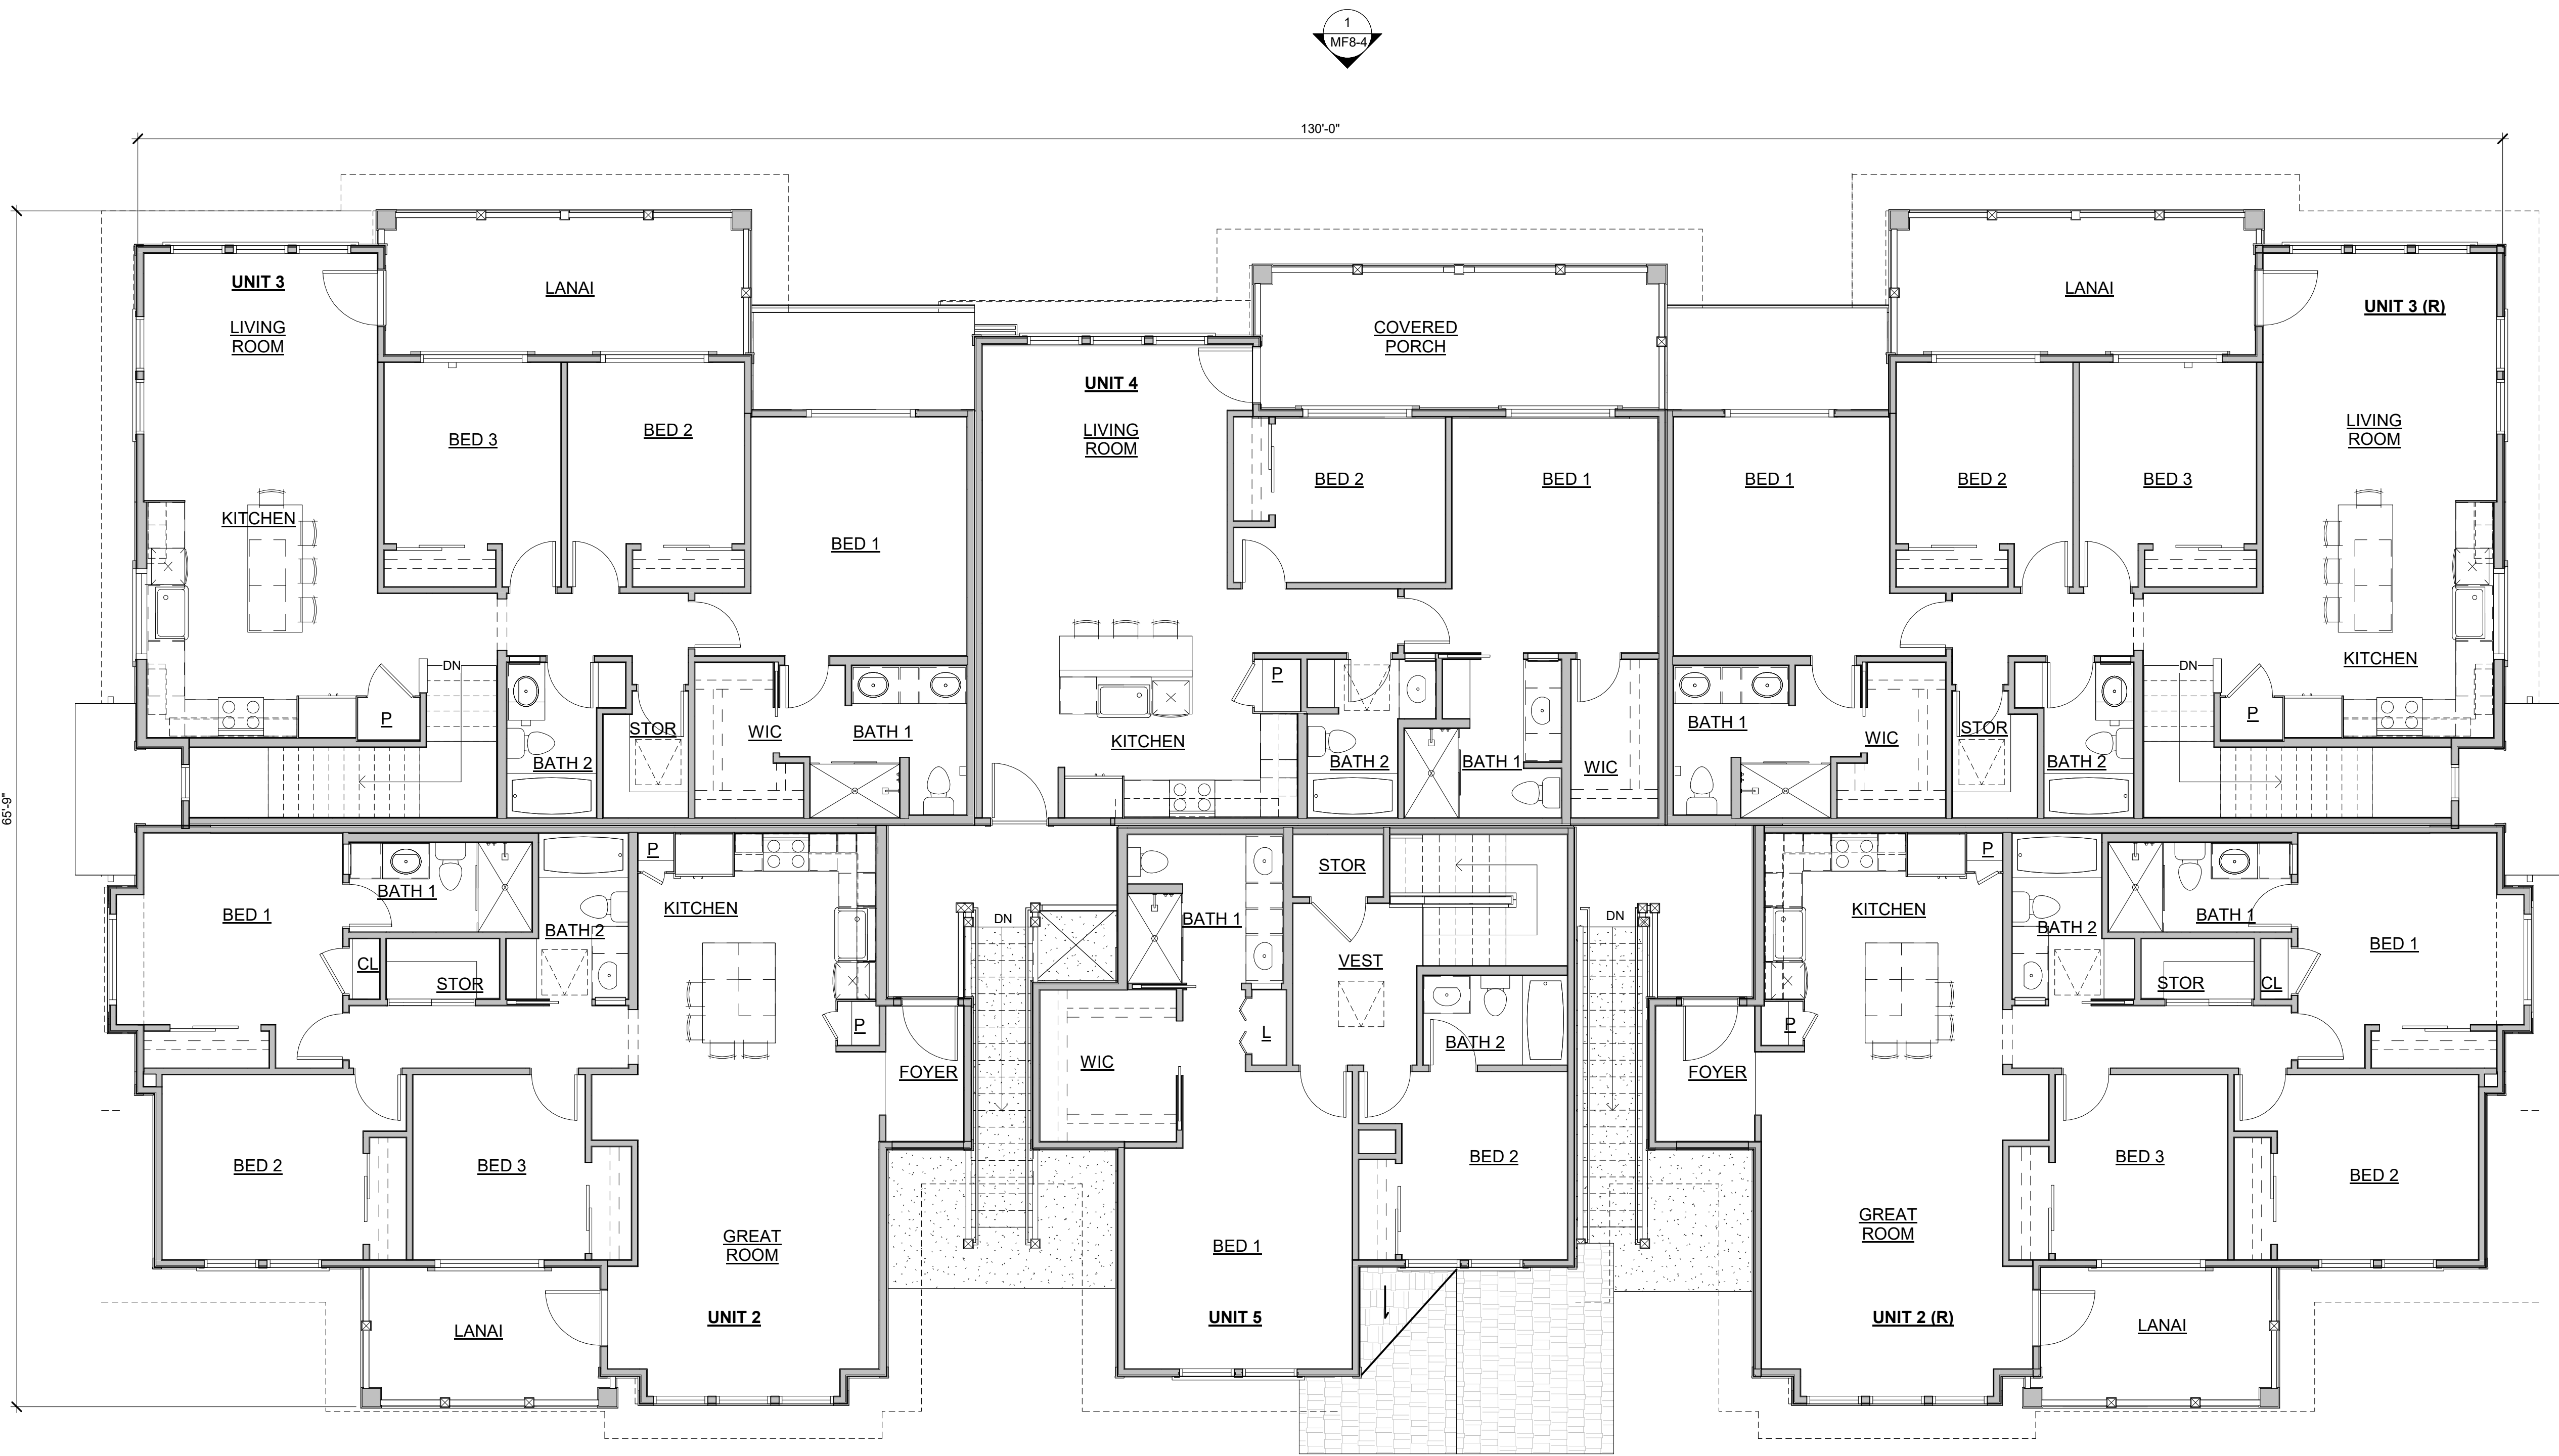 1
MF8-4
130'-0"
65'-9"
UNIT 3
LIVING
ROOM
LANAI
BED 3
BED 2
BED 1
KITCHEN
DN
P
BATH 2
STOR
WIC
BATH 1
UNIT 4
LIVING
ROOM
COVERED
PORCH
BED 2
BED 1
KITCHEN
P
BATH 2
BATH 1
WIC
UNIT 3 (R)
LIVING
ROOM
LANAI
BED 1
BED 2
BED 3
KITCHEN
DN
P
BATH 1
WIC
STOR
BATH 2
BED 1
BATH 1
CL
STOR
BATH 2
P
KITCHEN
P
FOYER
DN
BED 2
BED 3
GREAT
ROOM
UNIT 2
LANAI
BATH 1
STOR
VEST
WIC
L
BATH 2
BED 2
BED 1
UNIT 5
DN
FOYER
KITCHEN
P
P
BATH 2
BATH 1
STOR
CL
BED 1
BED 3
BED 2
GREAT
ROOM
UNIT 2 (R)
LANAI